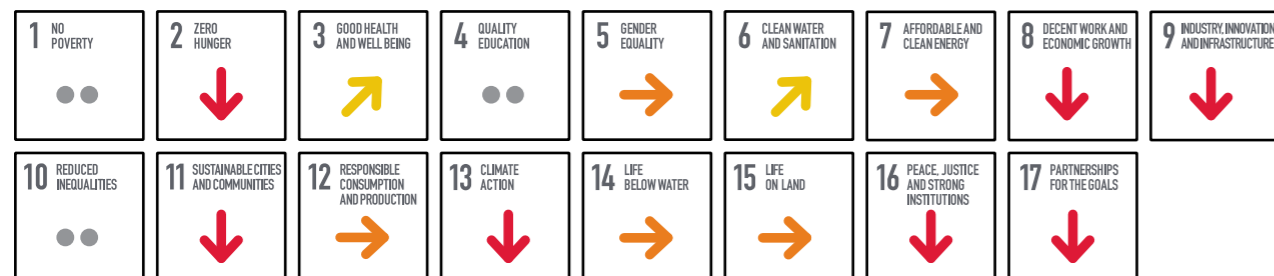 1 NO
POVERTY
2 ZERO
HUNGER
3 GOOD HEALTH
AND WELL BEING
4 QUALITY
EDUCATION
5 GENDER
EQUALITY
6 CLEAN WATER
AND SANITATION
7 AFFORDABLE AND
CLEAN ENERGY
8 DECENT WORK AND
ECONOMIC GROWTH
9 INDUSTRY, INNOVATION
AND INFRASTRUCTURE
10 REDUCED
INEQUALITIES
11 SUSTAINABLE CITIES
AND COMMUNITIES
12 RESPONSIBLE
CONSUMPTION
AND PRODUCTION
13 CLIMATE
ACTION
14 LIFE
BELOW WATER
15 LIFE
ON LAND
16 PEACE, JUSTICE
AND STRONG
INSTITUTIONS
17 PARTNERSHIPS
FOR THE GOALS